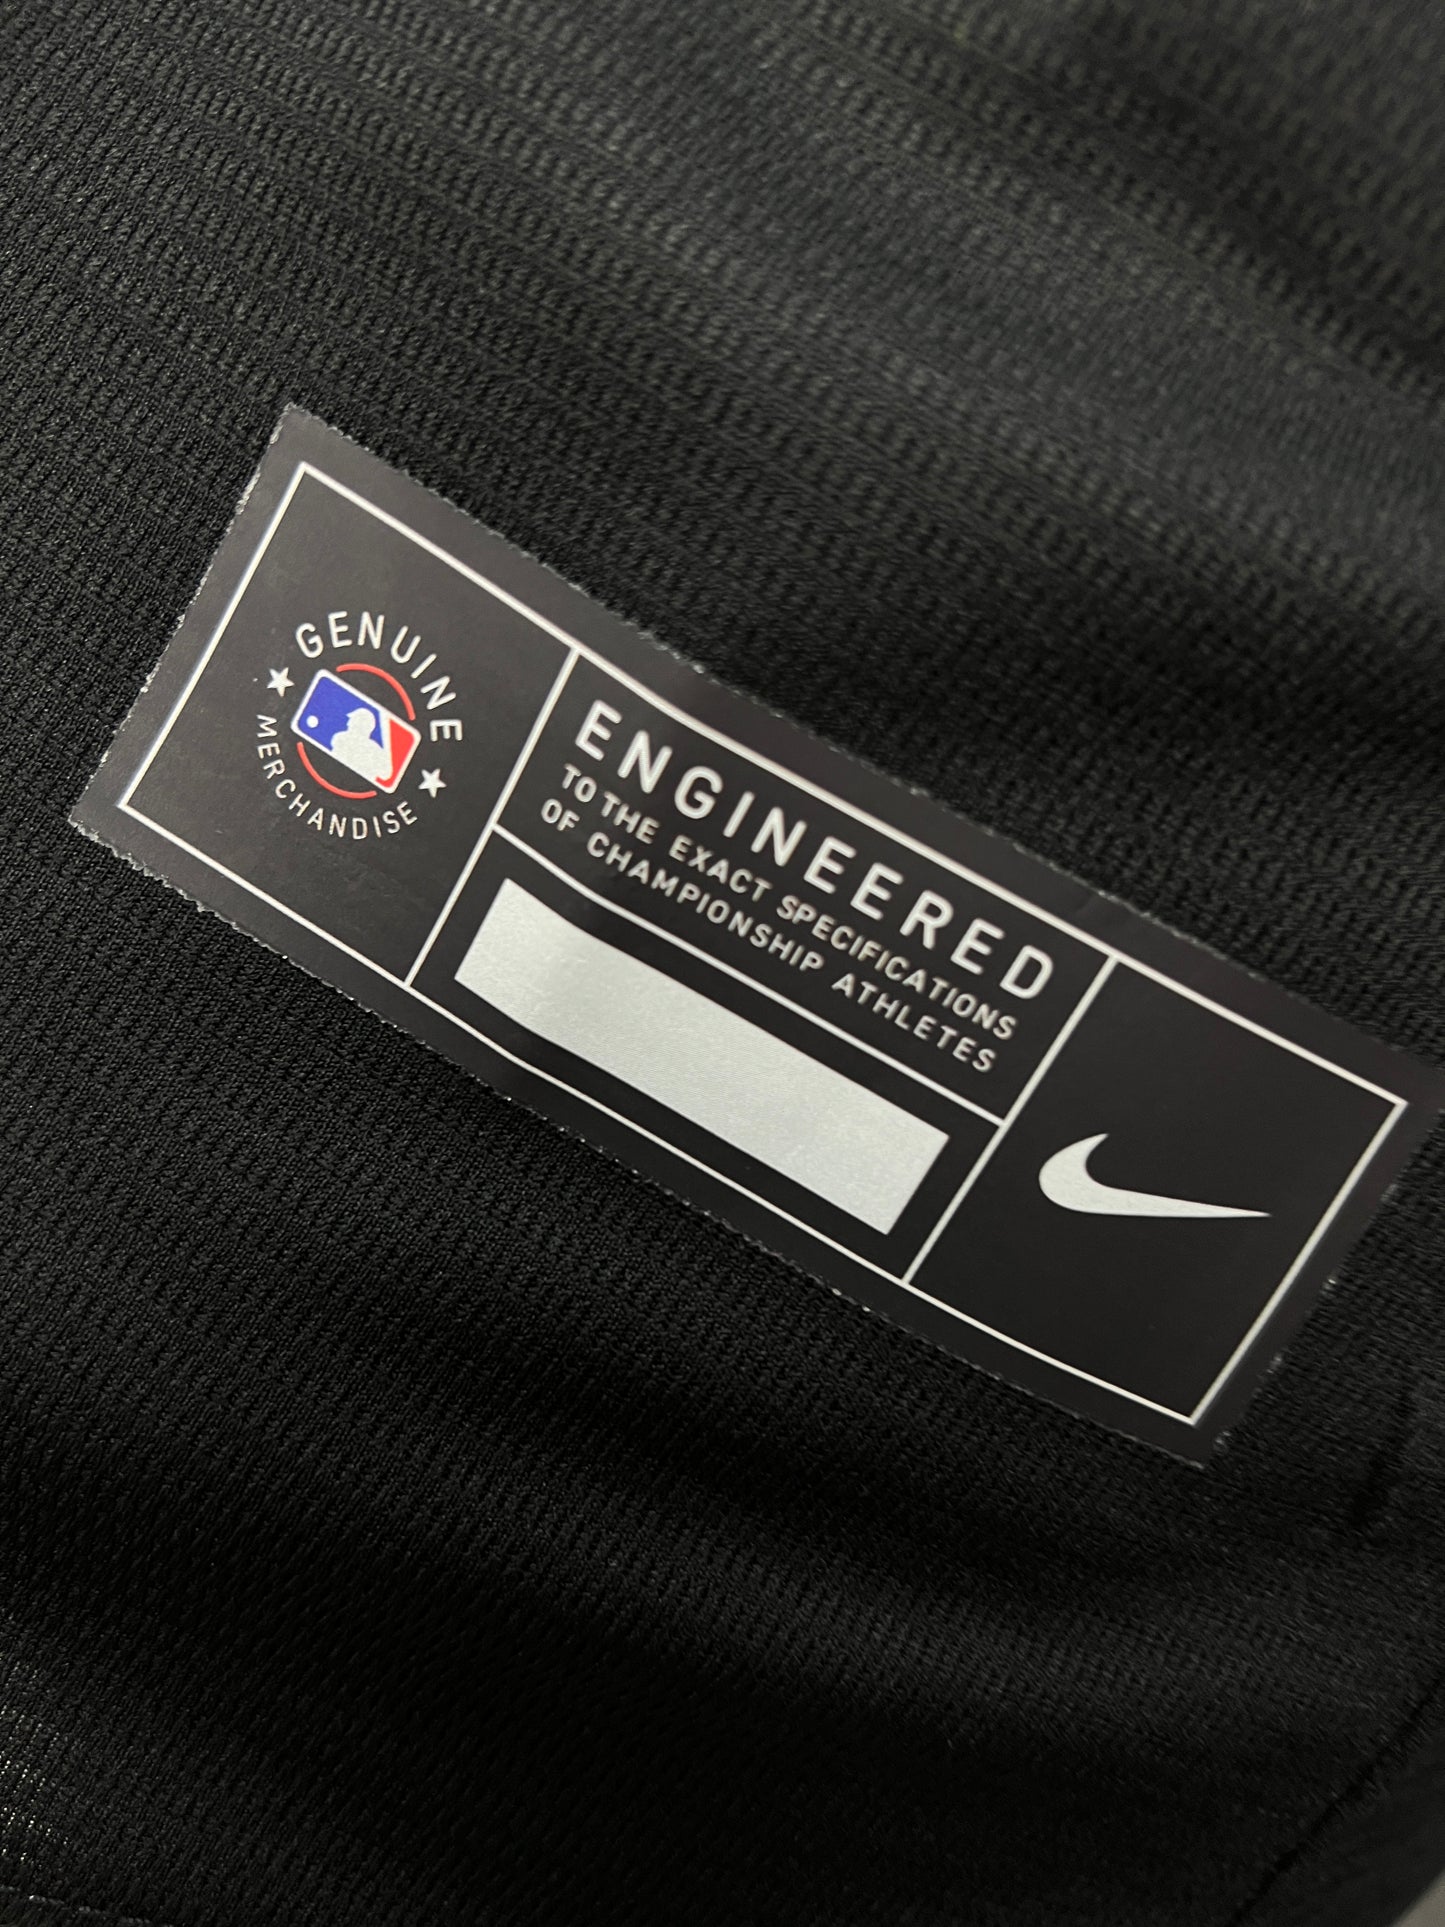 GENUINE
MERCHANDISE
ENGINEERED
TO THE EXACT SPECIFICATIONS
OF CHAMPIONSHIP ATHLETES